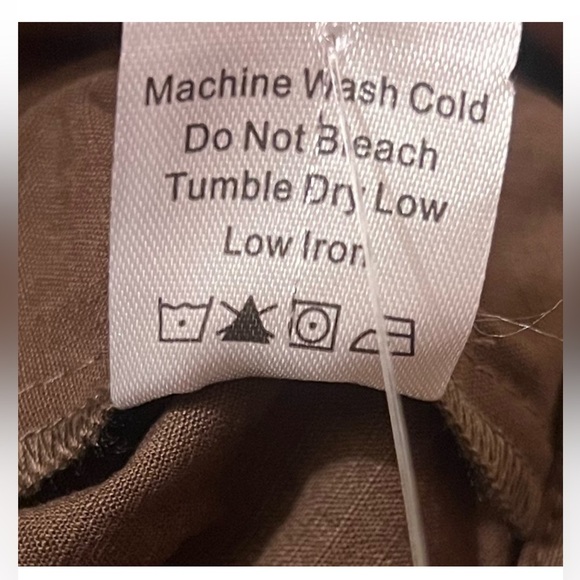 Machine Wash Cold
Do Not Bleach
Tumble Dry Low
Low Iron